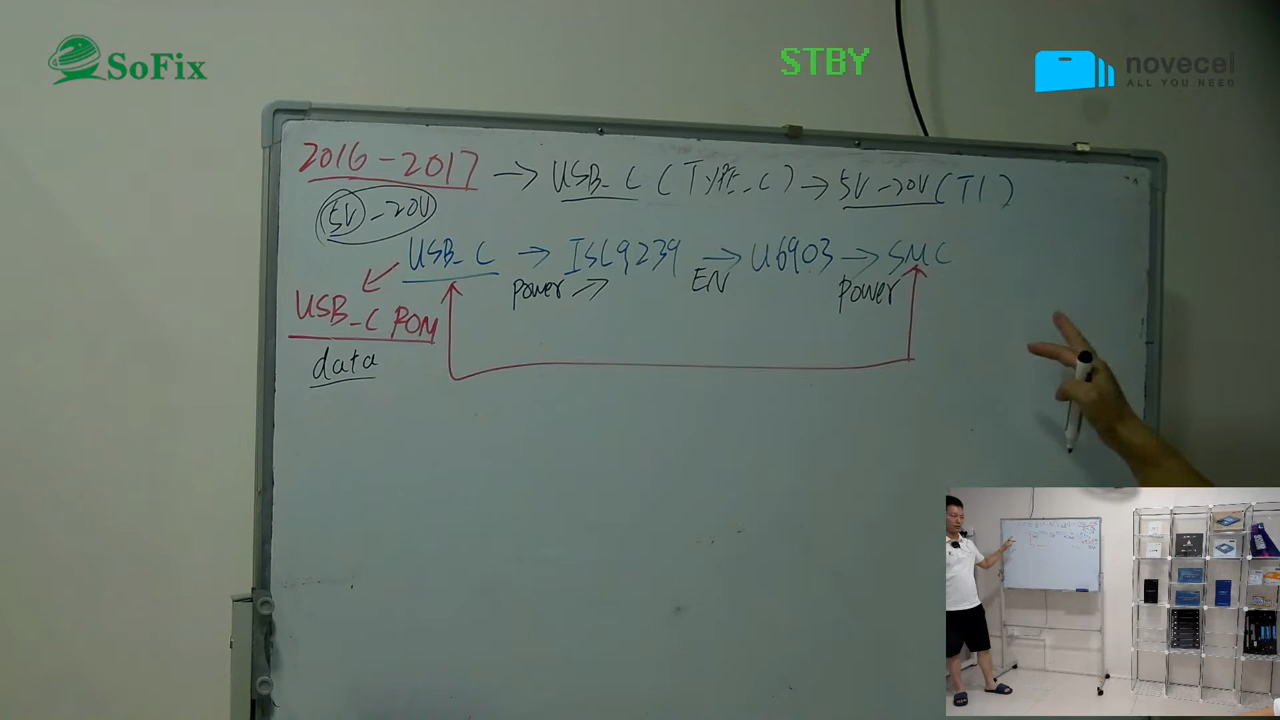 SoFix
STBY
novecel
ALL YOU NEED
2016-2017 → USB_C (TYPE_C) → 5V-20V (TI)
5V-20V
USB_C → ISL9239 → U6903 → SMC
Power → EN Power
USB_C ROM
data